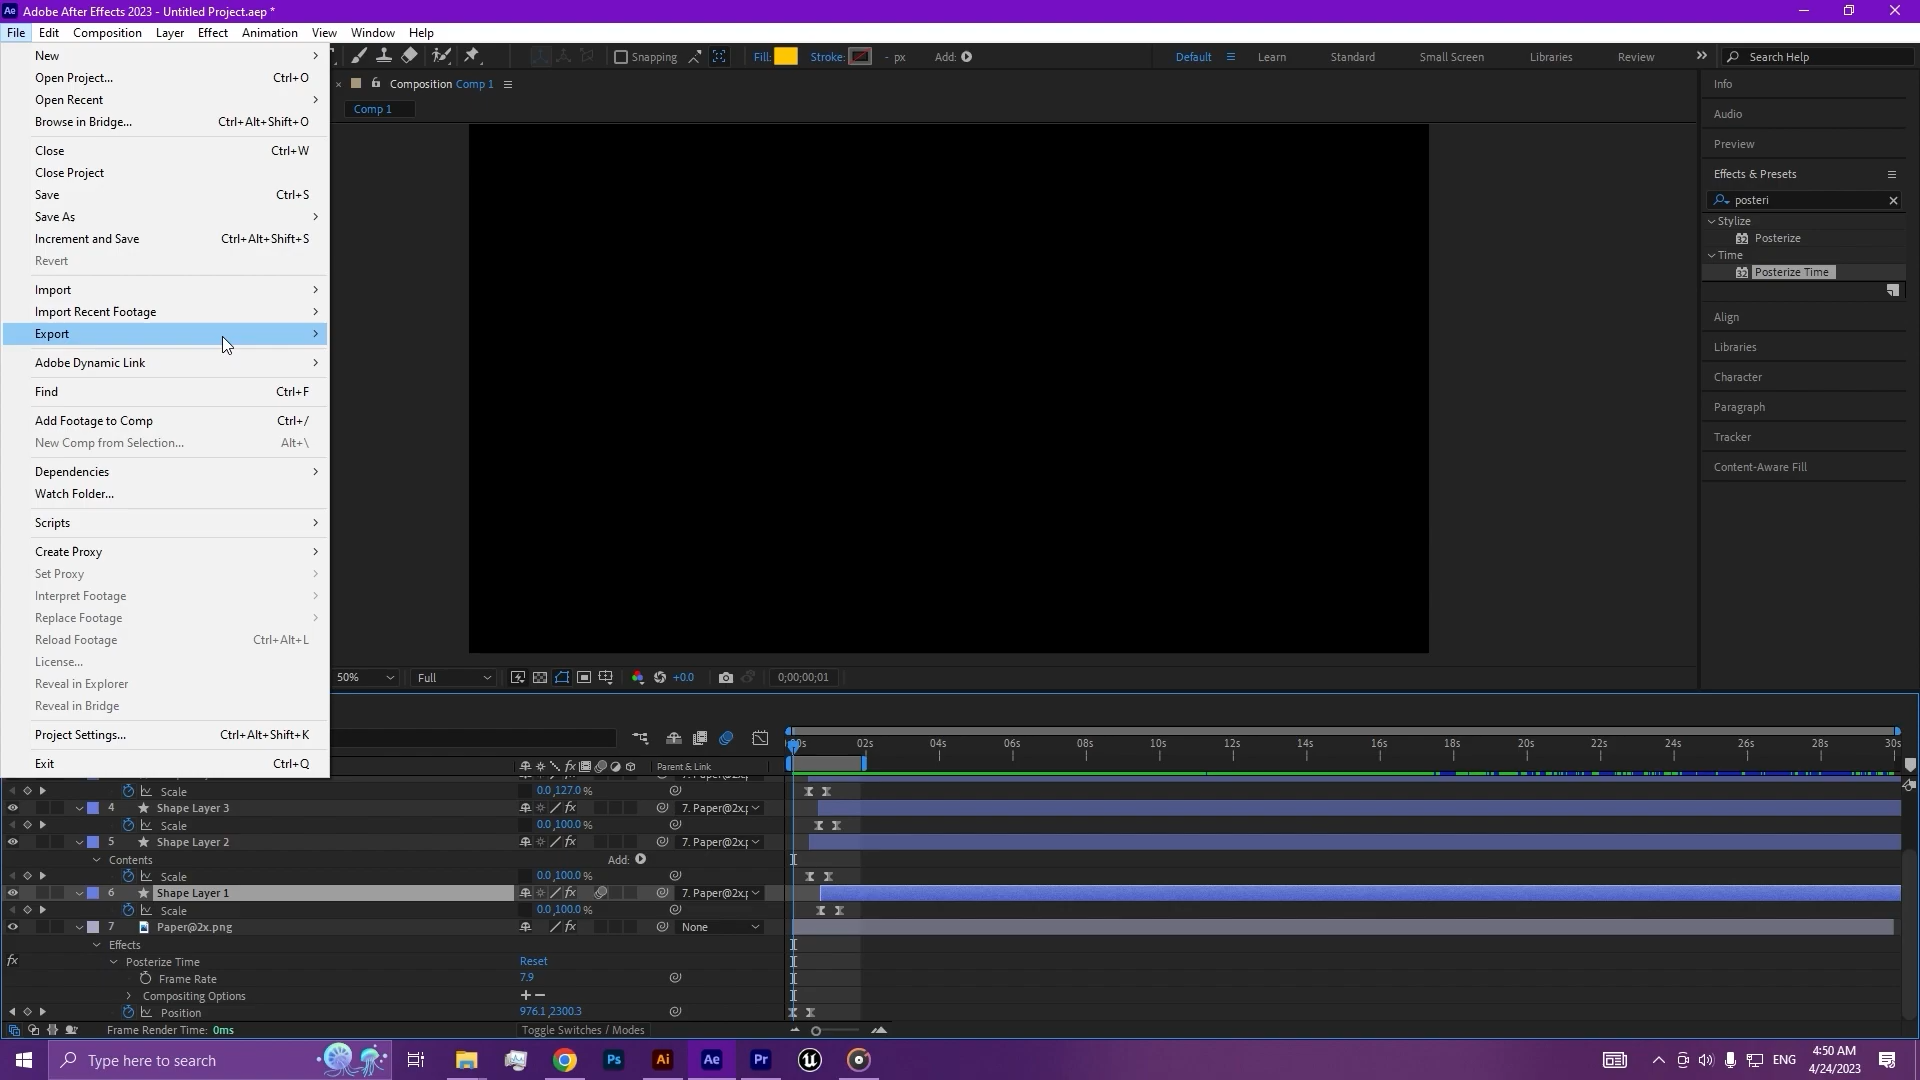 Adobe After Effects 2023 - Untitled Project.aep *
File Edit Composition Layer Effect Animation View Window Help
Snapping Fill: Stroke: - px Add: Default Learn Standard Small Screen Libraries Review Search Help
New
Open Project... Ctrl+O
Open Recent
Browse in Bridge... Ctrl+Alt+Shift+O
Close Ctrl+W
Close Project
Save Ctrl+S
Save As
Increment and Save Ctrl+Alt+Shift+S
Revert
Import
Import Recent Footage
Export
Adobe Dynamic Link
Find Ctrl+F
Add Footage to Comp Ctrl+/
New Comp from Selection... Alt+\
Dependencies
Watch Folder...
Scripts
Create Proxy
Set Proxy
Interpret Footage
Replace Footage
Reload Footage Ctrl+Alt+L
License...
Reveal in Explorer
Reveal in Bridge
Project Settings... Ctrl+Alt+Shift+K
Exit Ctrl+Q
Composition Comp 1
Comp 1
50% Full +0.0 0;00;00;01
Info
Audio
Preview
Effects & Presets
posteri
Stylize
32 Posterize
Time
32 Posterize Time
Align
Libraries
Character
Paragraph
Tracker
Content-Aware Fill
02s 04s 06s 08s 10s 12s 14s 16s 18s 20s 22s 24s 26s 28s 30s
fx Parent & Link
Scale 0.0,127.0 %
4 Shape Layer 3 fx 7. Paper@2x.p
Scale 0.0,100.0 %
5 Shape Layer 2 fx 7. Paper@2x.p
Contents Add:
Scale 0.0,100.0 %
6 Shape Layer 1 fx 7. Paper@2x.p
Scale 0.0,100.0 %
7 Paper@2x.png fx None
Effects
fx Posterize Time Reset
Frame Rate 7.9
Compositing Options + −
Position 976.1,2300.3
Frame Render Time: 0ms Toggle Switches / Modes
Type here to search Ps Ai Ae Pr ENG 4:50 AM
4/24/2023